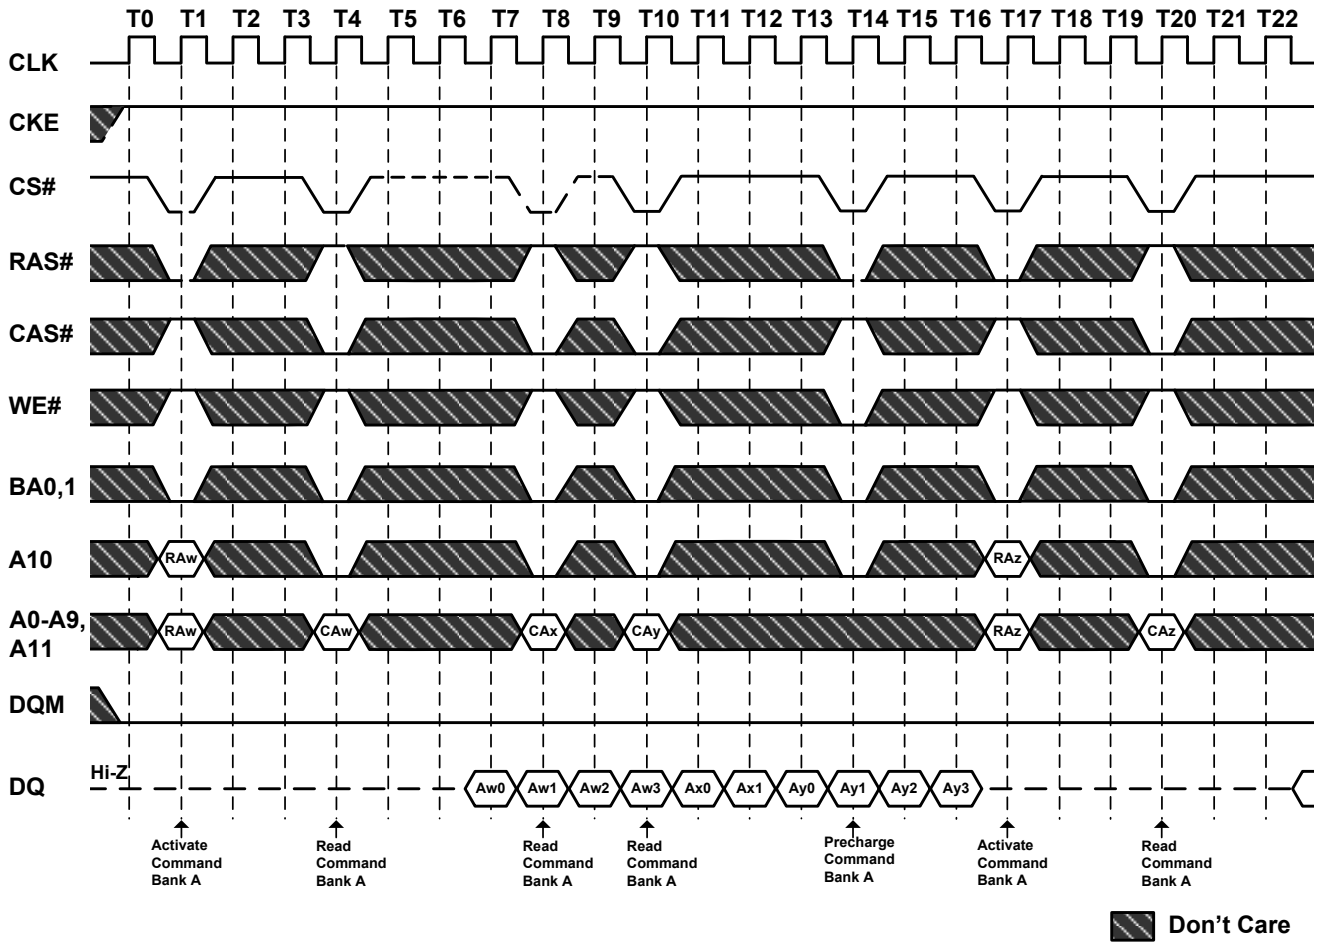 T0 T1 T2 T3 T4 T5 T6 T7 T8 T9 T10 T11 T12 T13 T14 T15 T16 T17 T18 T19 T20 T21 T22
CLK
CKE
CS#
RAS#
CAS#
WE#
BA0,1
A10 RAw RAz
A0-A9,
A11 RAw CAw CAx CAy RAz CAz
DQM
DQ Hi-Z Aw0 Aw1 Aw2 Aw3 Ax0 Ax1 Ay0 Ay1 Ay2 Ay3
Activate
Command
Bank A
Read
Command
Bank A
Read
Command
Bank A
Read
Command
Bank A
Precharge
Command
Bank A
Activate
Command
Bank A
Read
Command
Bank A
Don't Care